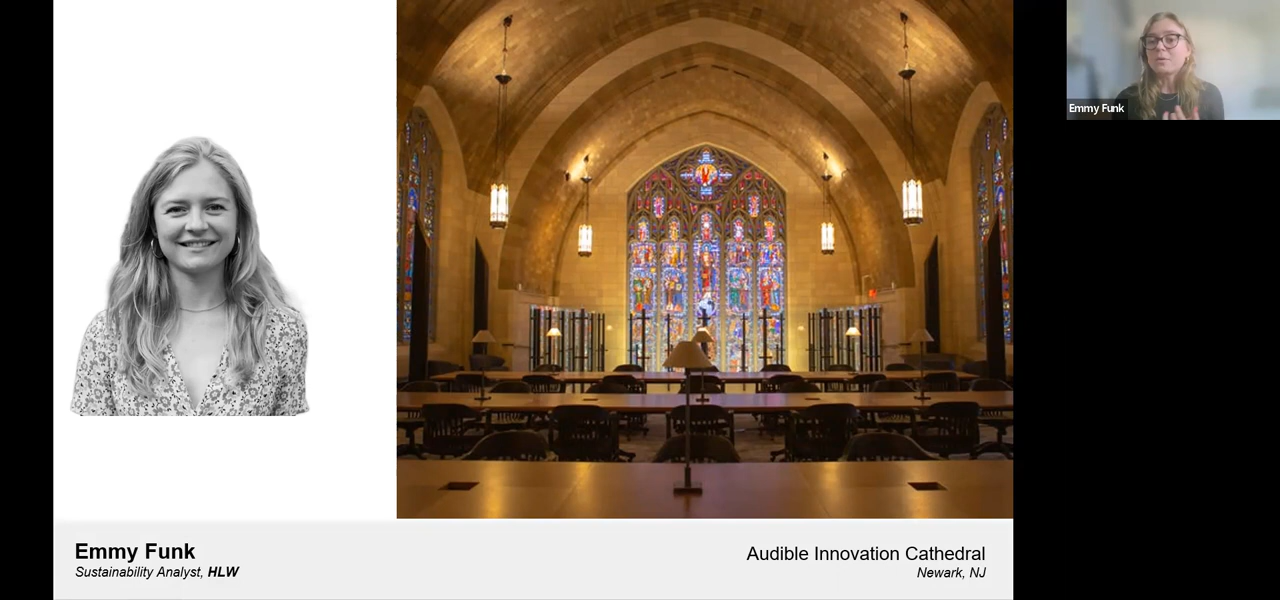 Emmy Funk
Emmy Funk
Sustainability Analyst, HLW
Audible Innovation Cathedral
Newark, NJ